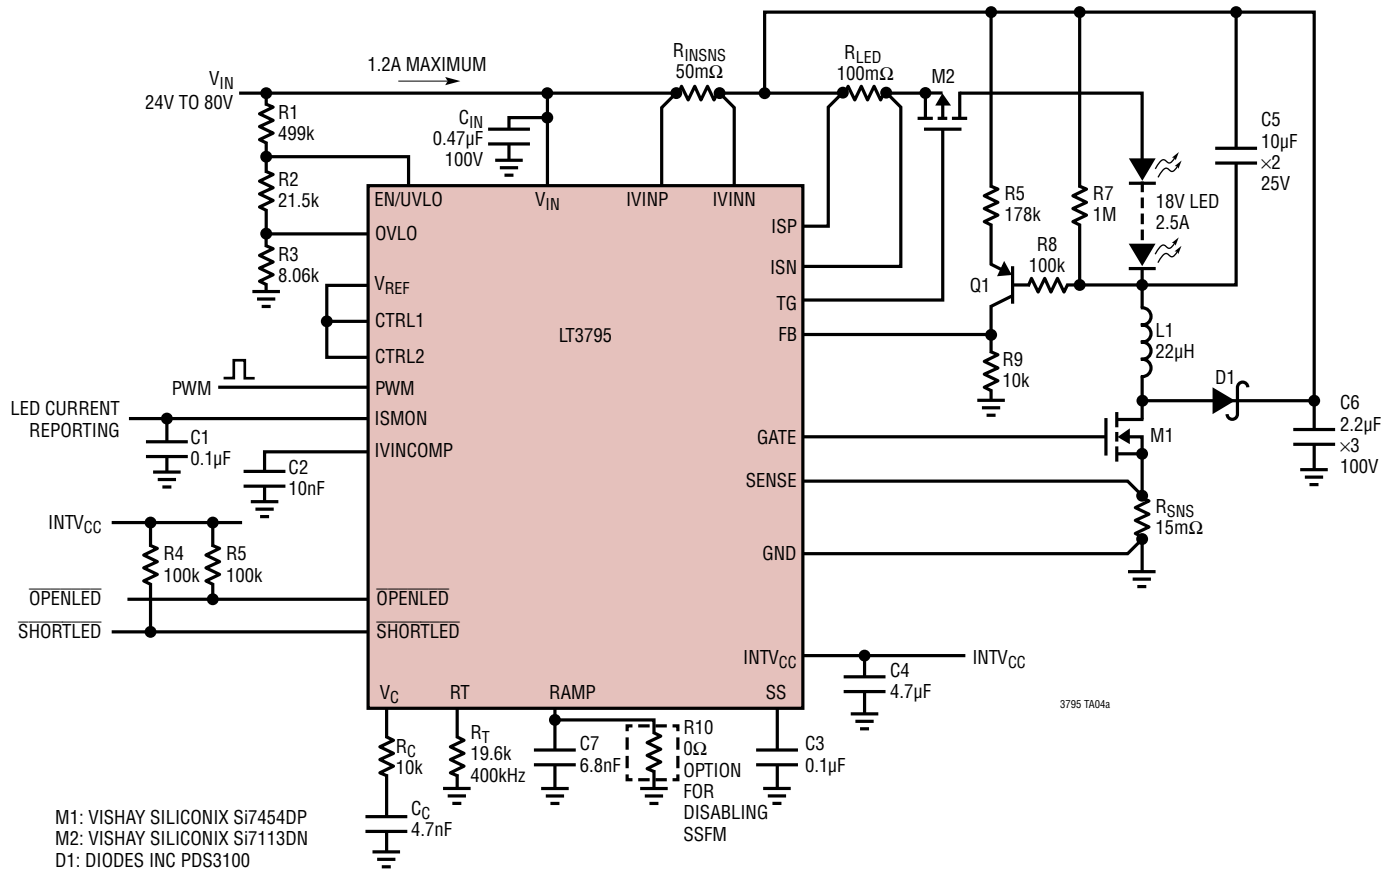 1.2A MAXIMUM
VIN
24V TO 80V
R1
499k
R2
21.5k
R3
8.06k
CIN
0.47µF
100V
RINSNS
50mΩ
RLED
100mΩ
M2
R5
178k
R7
1M
R8
100k
Q1
18V LED
2.5A
C5
10µF
×2
25V
L1
22µH
D1
C6
2.2µF
×3
100V
M1
RSNS
15mΩ
R9
10k
EN/UVLO
VIN
IVINP
IVINN
OVLO
VREF
CTRL1
CTRL2
PWM
ISMON
IVINCOMP
LT3795
ISP
ISN
TG
FB
GATE
SENSE
GND
INTVCC
OPENLED
SHORTLED
VC
RT
RAMP
SS
PWM
LED CURRENT
REPORTING
C1
0.1µF
C2
10nF
INTVCC
R4
100k
R5
100k
OPENLED
SHORTLED
INTVCC
C4
4.7µF
3795 TA04a
RC
10k
CC
4.7nF
RT
19.6k
400kHz
C7
6.8nF
R10
0Ω
OPTION
FOR
DISABLING
SSFM
C3
0.1µF
M1: VISHAY SILICONIX Si7454DP
M2: VISHAY SILICONIX Si7113DN
D1: DIODES INC PDS3100